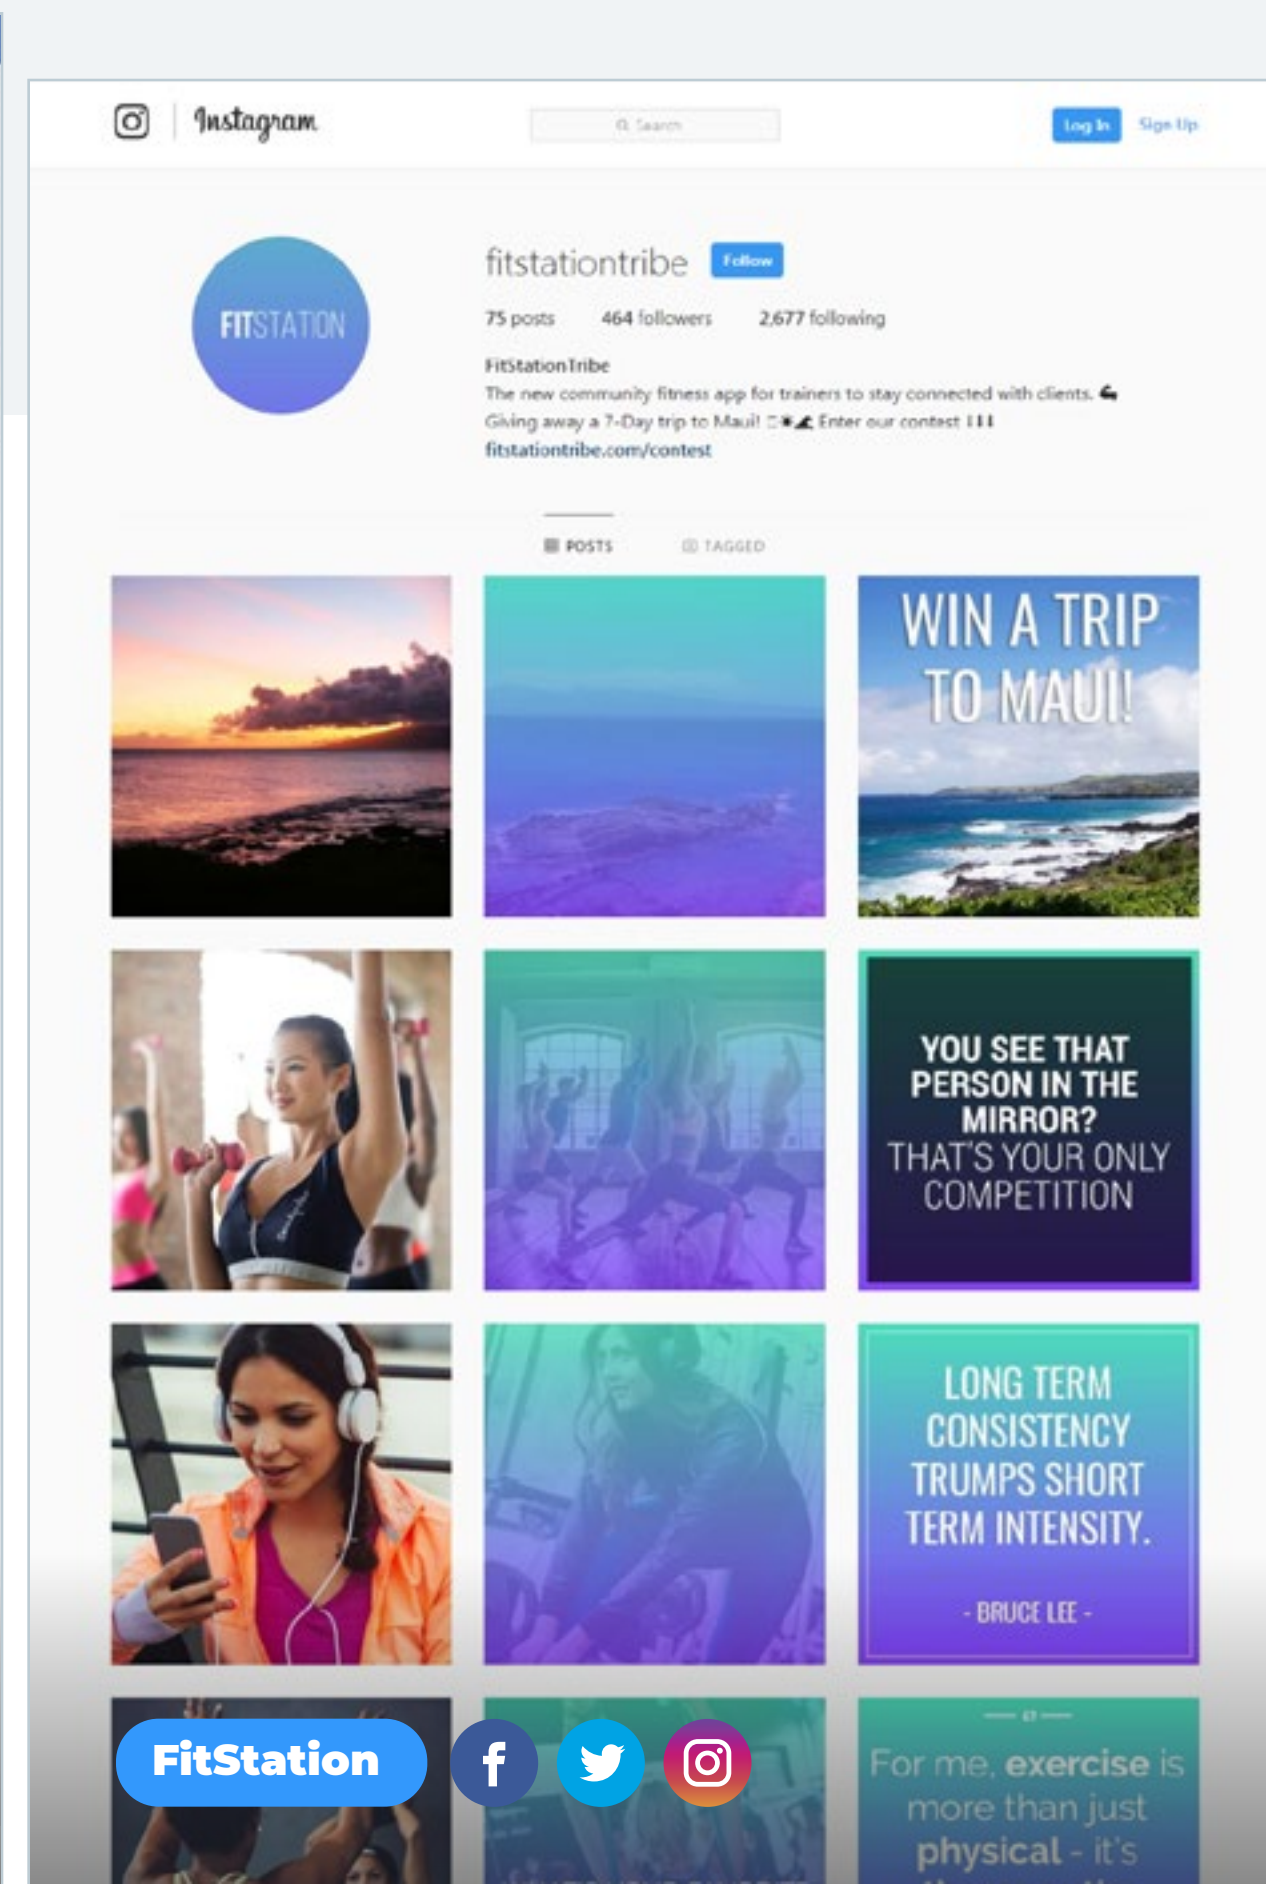 Instagram
Search
Log In
Sign Up
FITSTATION
fitstationtribe
Follow
75 posts 464 followers 2,677 following
FitStationTribe
The new community fitness app for trainers to stay connected with clients.
Giving away a 7-Day trip to Maui! Enter our contest
fitstationtribe.com/contest
POSTS TAGGED
WIN A TRIP
TO MAUI!
YOU SEE THAT
PERSON IN THE
MIRROR?
THAT'S YOUR ONLY
COMPETITION
LONG TERM
CONSISTENCY
TRUMPS SHORT
TERM INTENSITY.
- BRUCE LEE -
For me, exercise is
more than just
physical - it's
FitStation